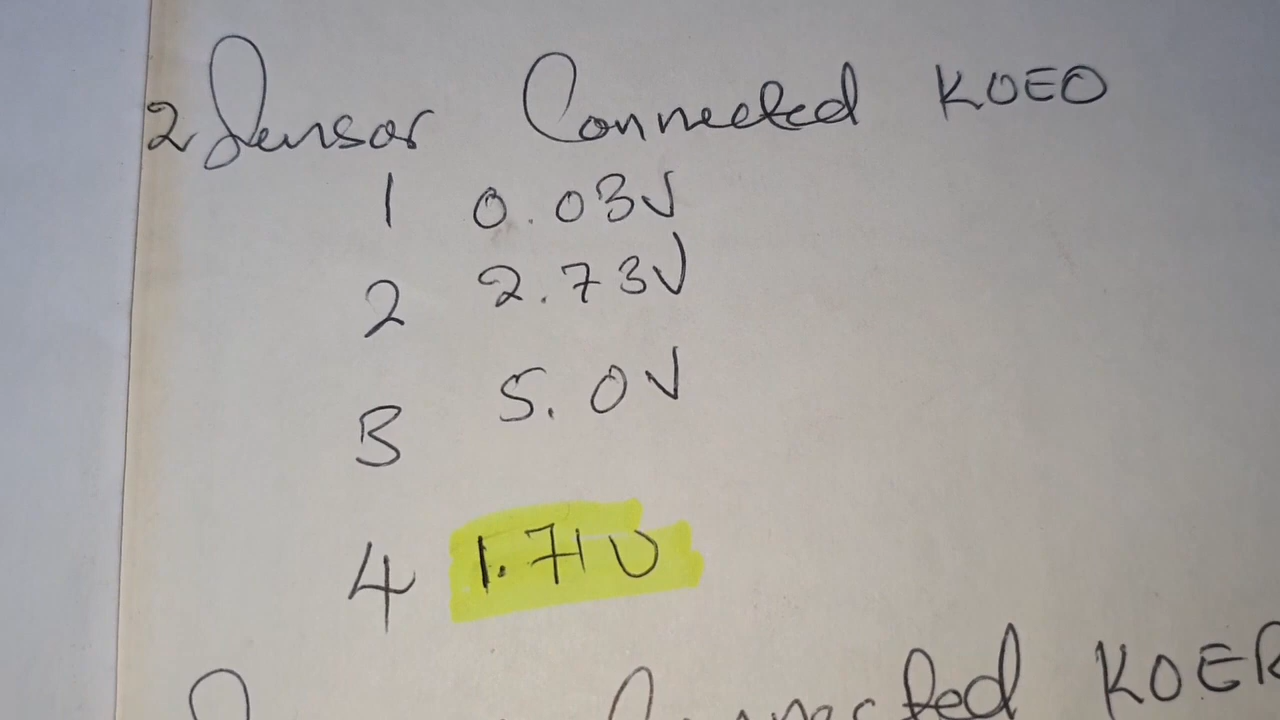 2 Sensor Connected KOEO
1 0.03V
2 2.73V
3 5.0V
4 1.71V
Connected KOER